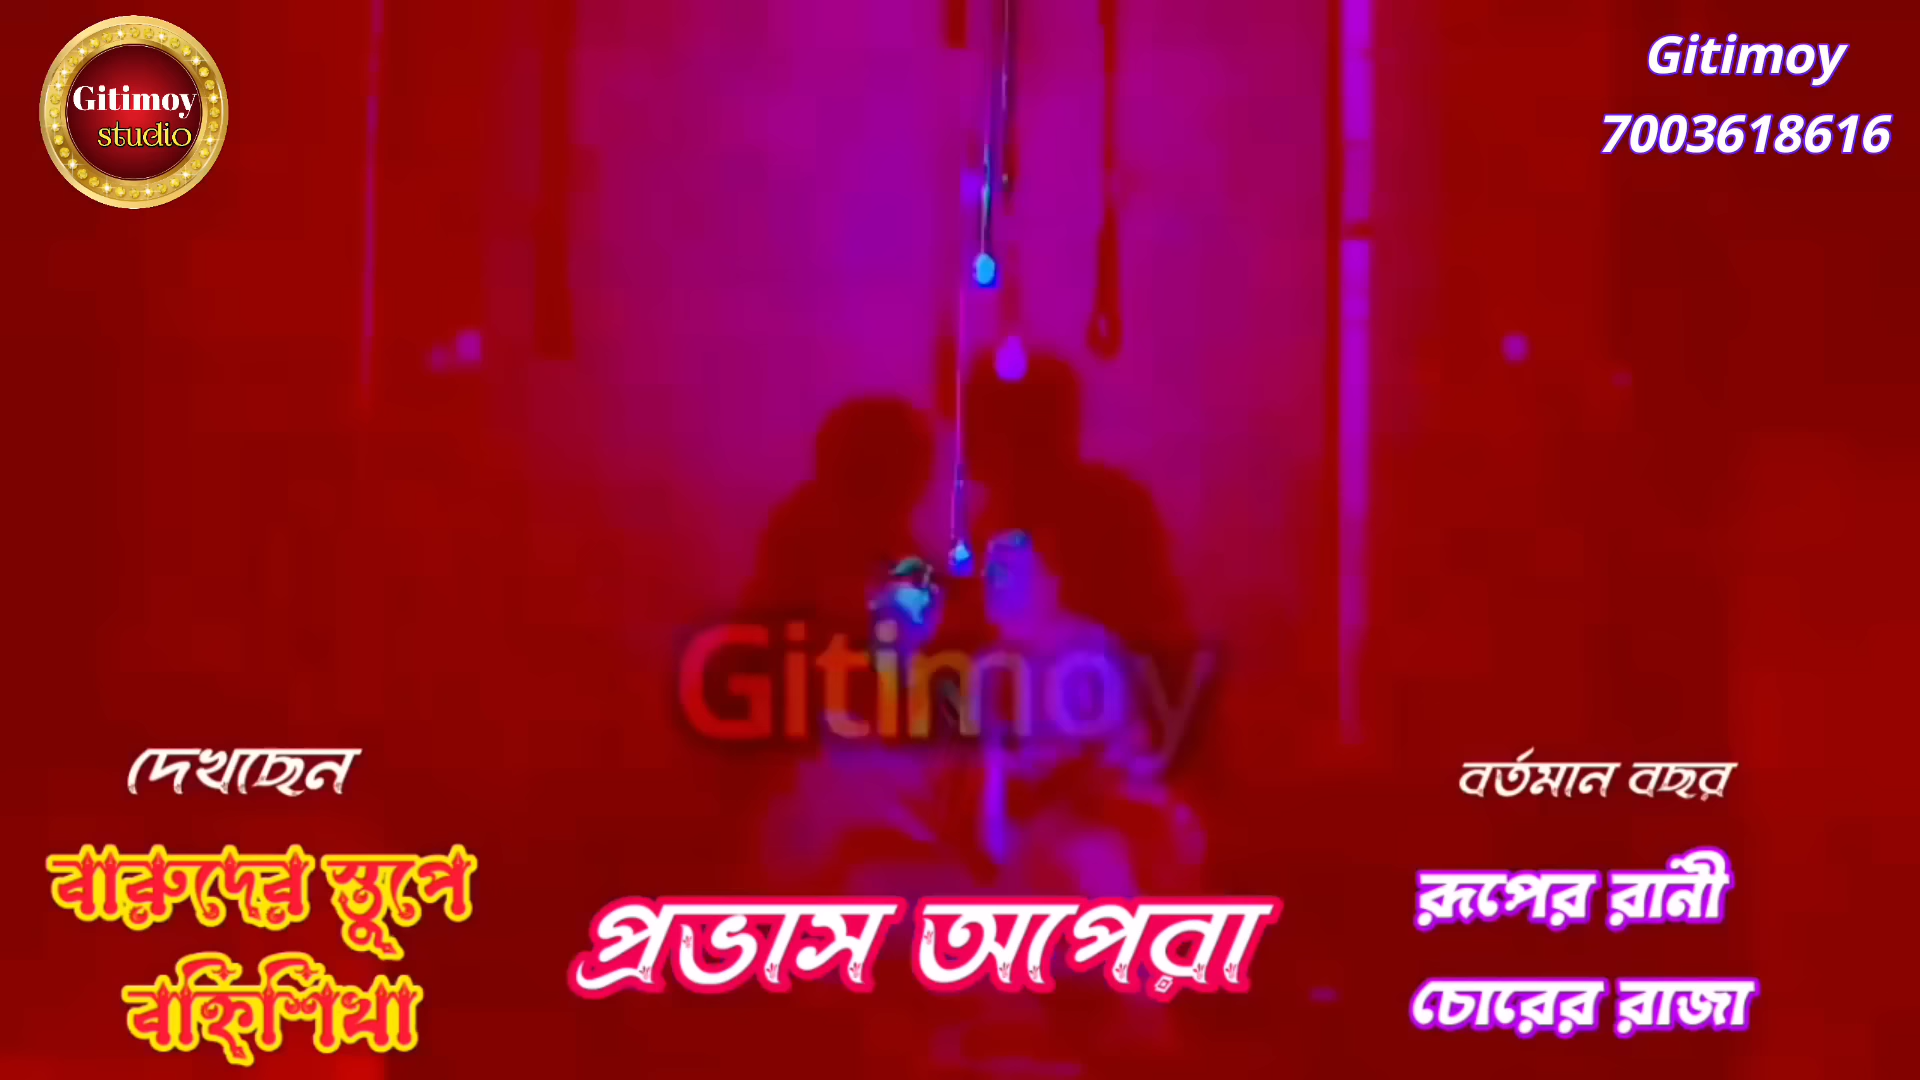 Gitimoy
studio
Gitimoy
7003618616
Gitimoy
দেখছেন
বারুদের স্তুপে
বহ্নিশিখা
প্রভাস অপেরা
বর্তমান বছর
রূপের রানী
চোরের রাজা